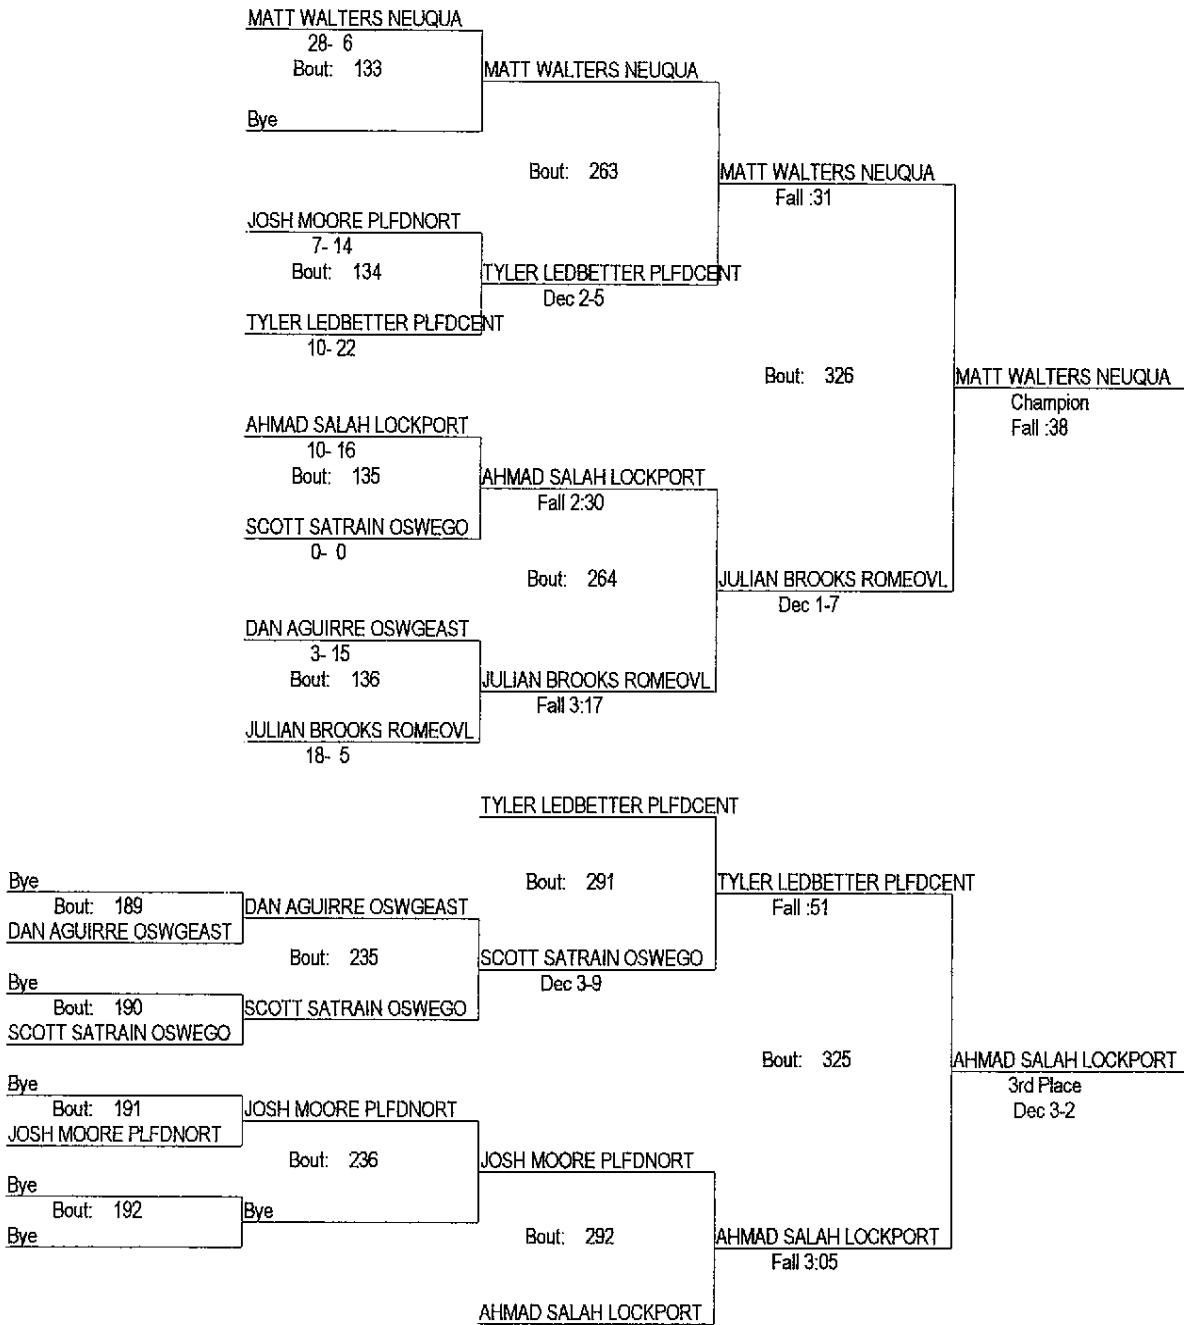 MATT WALTERS NEUQUA
28- 6
Bout: 133
MATT WALTERS NEUQUA
Bye
Bout: 263
MATT WALTERS NEUQUA
Fall :31
JOSH MOORE PLFDNORT
7- 14
Bout: 134
TYLER LEDBETTER PLFDCENT
Dec 2-5
TYLER LEDBETTER PLFDCENT
10- 22
Bout: 326
MATT WALTERS NEUQUA
Champion
Fall :38
AHMAD SALAH LOCKPORT
10- 16
Bout: 135
AHMAD SALAH LOCKPORT
Fall 2:30
SCOTT SATRAIN OSWEGO
0- 0
Bout: 264
JULIAN BROOKS ROMEOVL
Dec 1-7
DAN AGUIRRE OSWGEAST
3- 15
Bout: 136
JULIAN BROOKS ROMEOVL
Fall 3:17
JULIAN BROOKS ROMEOVL
18- 5
TYLER LEDBETTER PLFDCENT
Bout: 291
TYLER LEDBETTER PLFDCENT
Fall :51
Bye
Bout: 189
DAN AGUIRRE OSWGEAST
DAN AGUIRRE OSWGEAST
Bout: 235
SCOTT SATRAIN OSWEGO
Dec 3-9
Bye
Bout: 190
SCOTT SATRAIN OSWEGO
SCOTT SATRAIN OSWEGO
Bout: 325
AHMAD SALAH LOCKPORT
3rd Place
Dec 3-2
Bye
Bout: 191
JOSH MOORE PLFDNORT
JOSH MOORE PLFDNORT
Bout: 236
JOSH MOORE PLFDNORT
Bye
Bout: 192
Bye
Bye
Bout: 292
AHMAD SALAH LOCKPORT
Fall 3:05
AHMAD SALAH LOCKPORT